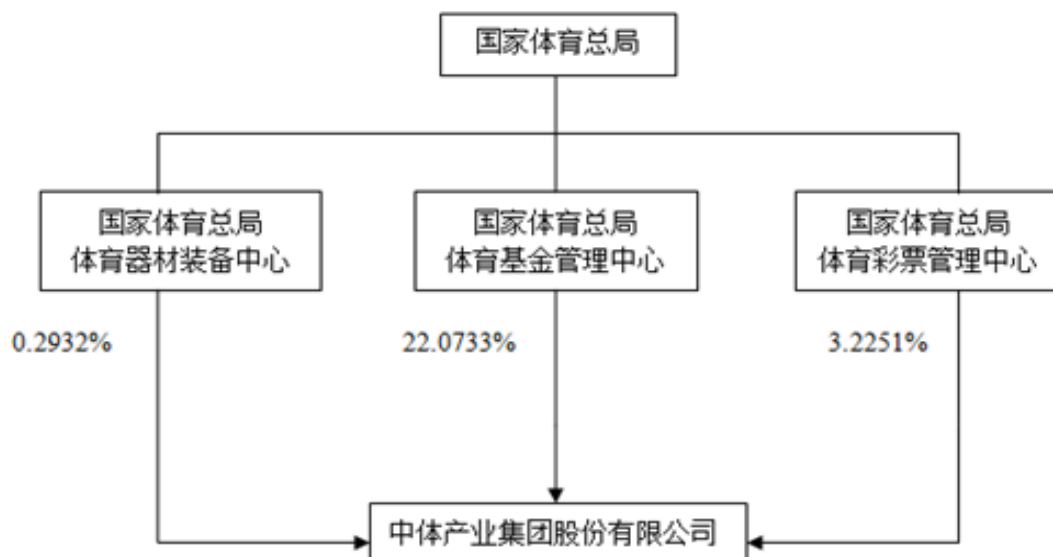 国家体育总局
国家体育总局
体育器材装备中心
国家体育总局
体育基金管理中心
国家体育总局
体育彩票管理中心
0.2932%
22.0733%
3.2251%
中体产业集团股份有限公司